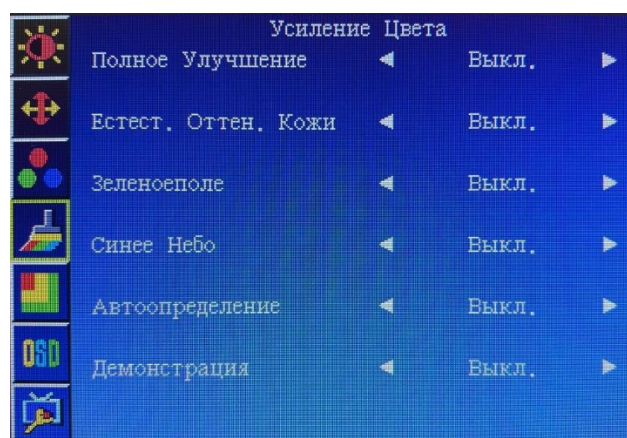 Усиление Цвета
Полное Улучшение Выкл.
Естест. Оттен. Кожи Выкл.
Зеленоеполе Выкл.
Синее Небо Выкл.
Автоопределение Выкл.
OSD
Демонстрация Выкл.